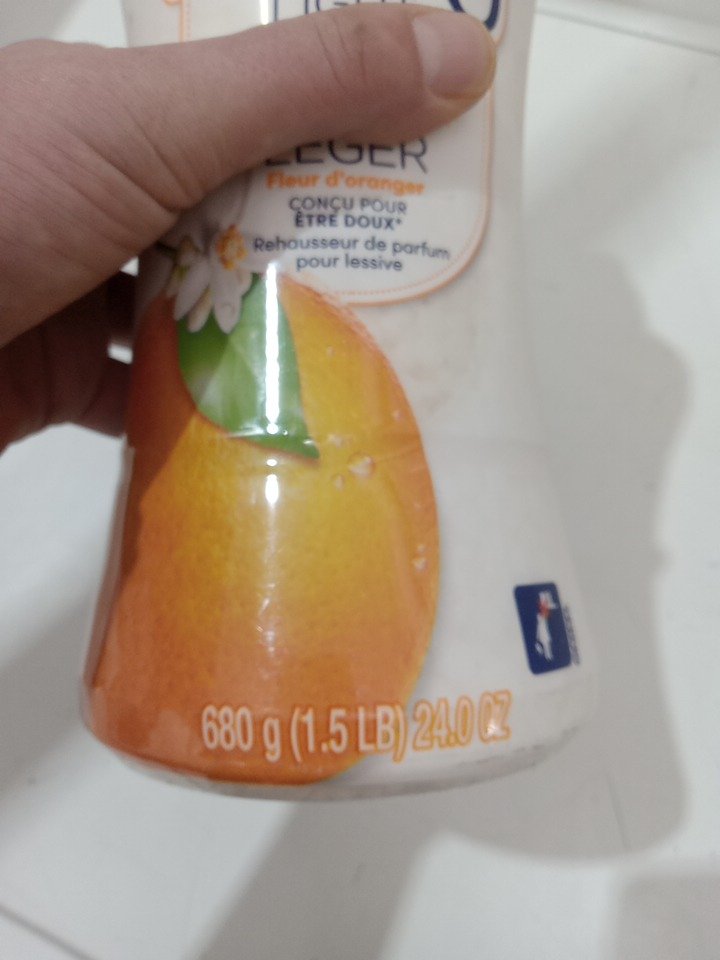 LIGHT
LÉGER
Fleur d'oranger
CONÇU POUR
ÊTRE DOUX*
Rehausseur de parfum
pour lessive
680 g (1.5 LB) 24.0 OZ